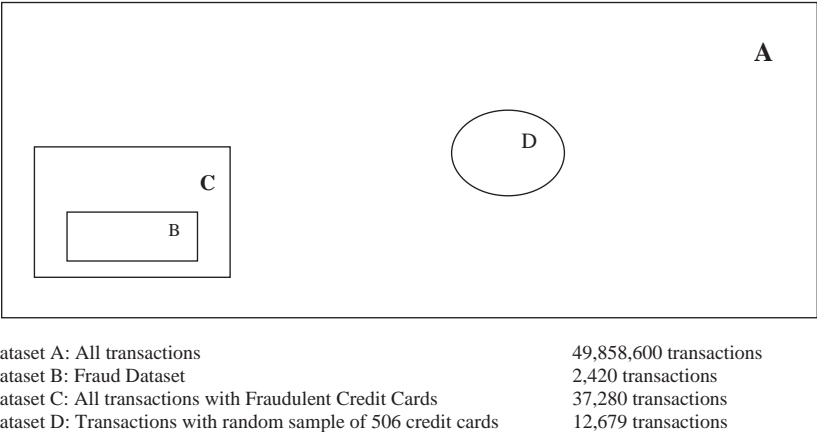 A
D
C
B
ataset A: All transactions 49,858,600 transactions
ataset B: Fraud Dataset 2,420 transactions
ataset C: All transactions with Fraudulent Credit Cards 37,280 transactions
ataset D: Transactions with random sample of 506 credit cards 12,679 transactions